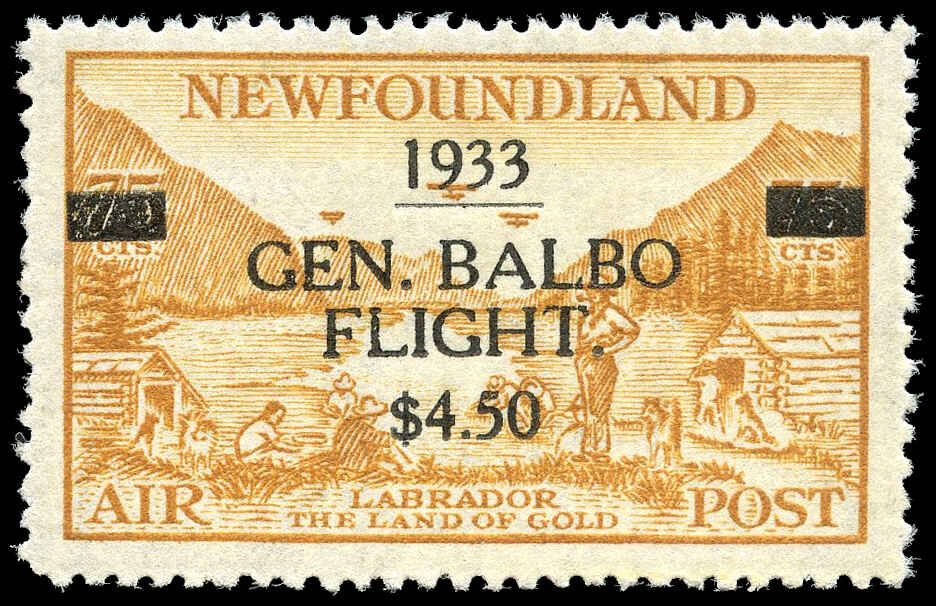 NEWFOUNDLAND
1933
75 75
CTS. CTS.
GEN. BALBO
FLIGHT.
$4.50
AIR LABRADOR POST
THE LAND OF GOLD